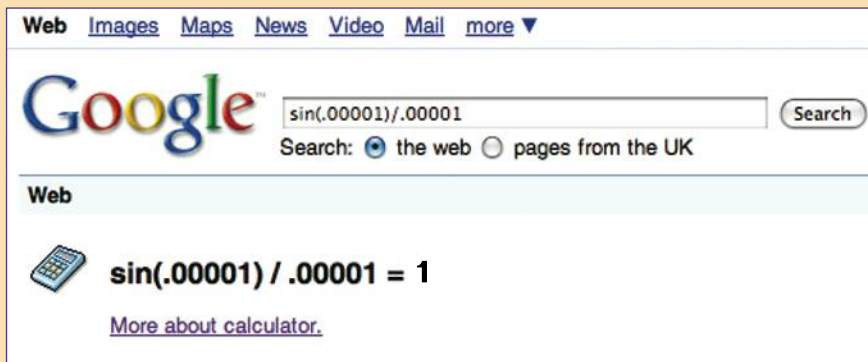 Web Images Maps News Video Mail more ▼
Google™ sin(.00001)/.00001 Search
Search: the web pages from the UK
Web
sin(.00001) / .00001 = 1
More about calculator.